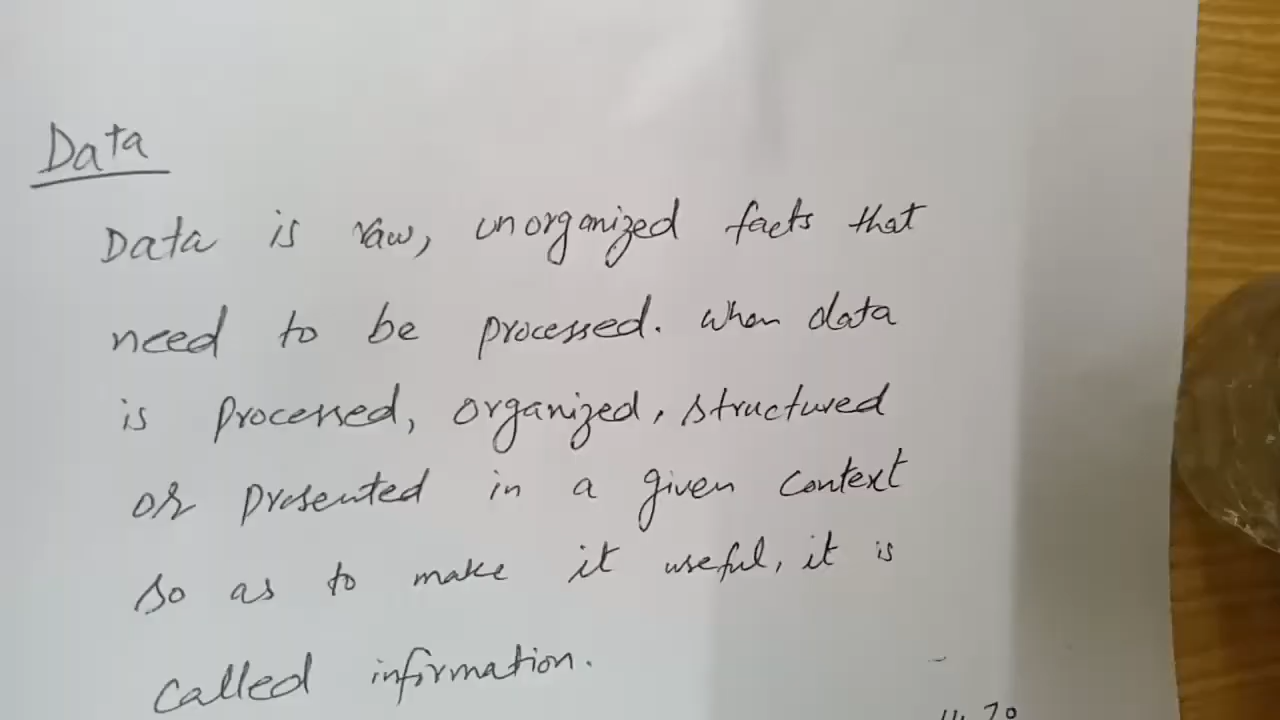 Data
Data is raw, unorganized facts that
need to be processed. When data
is processed, organized, structured
or presented in a given context
so as to make it useful, it is
called information.